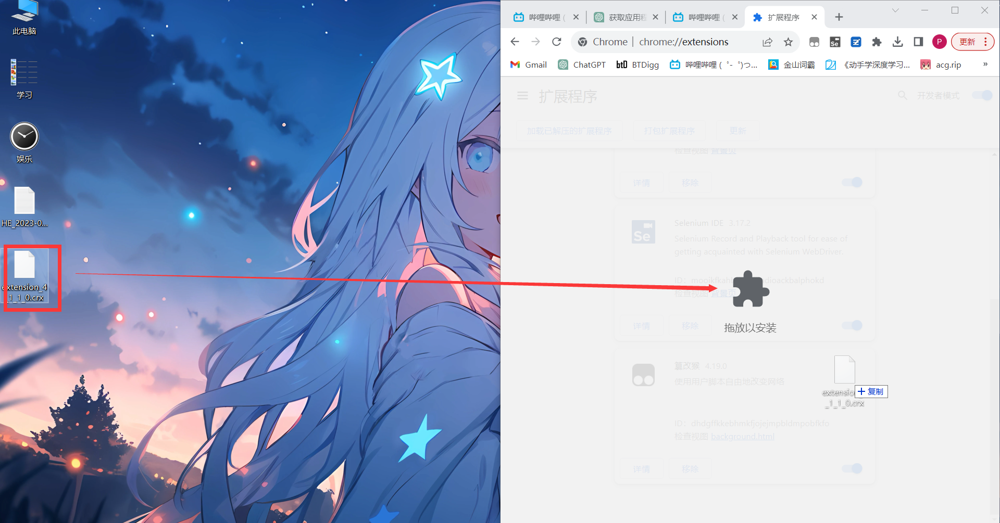 此电脑
学习
娱乐
HE_2023-0...
extension_4
_1_1_0.crx
哔哩哔哩 (
获取应用程
哔哩哔哩 (
扩展程序
Chrome | chrome://extensions
P
更新
Gmail
ChatGPT
btD BTDigg
哔哩哔哩 ( ゜- ゜)つ...
金山词霸
《动手学深度学习...
acg.rip
»
扩展程序
开发者模式
加载已解压的扩展程序
打包扩展程序
更新
检查视图 背景页
详情
移除
Se
Selenium IDE 3.17.2
Selenium Record and Playback tool for ease of
getting acquainted with Selenium WebDriver.
检查视图 背景页
拖放以安装
详情
移除
篡改猴 4.19.0
使用用户脚本自由地改变网络
extensio
_1_1_0.crx
复制
ID: dhdgffkkebhmkfjojejmpbldmpobfkfo
检查视图 background.html
详情
移除